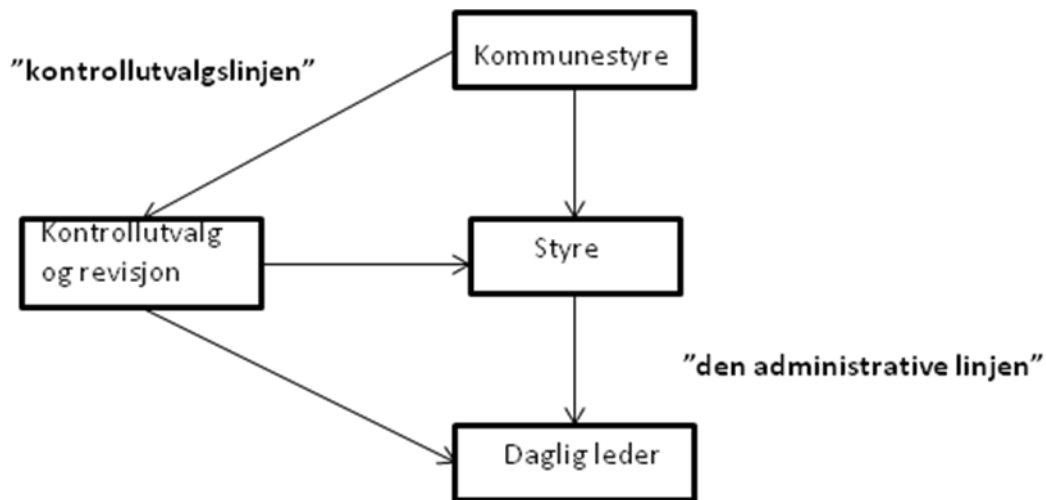 Kommunestyre
"kontrollutvalgslinjen"
Kontrollutvalg
og revisjon
Styre
"den administrative linjen"
Daglig leder